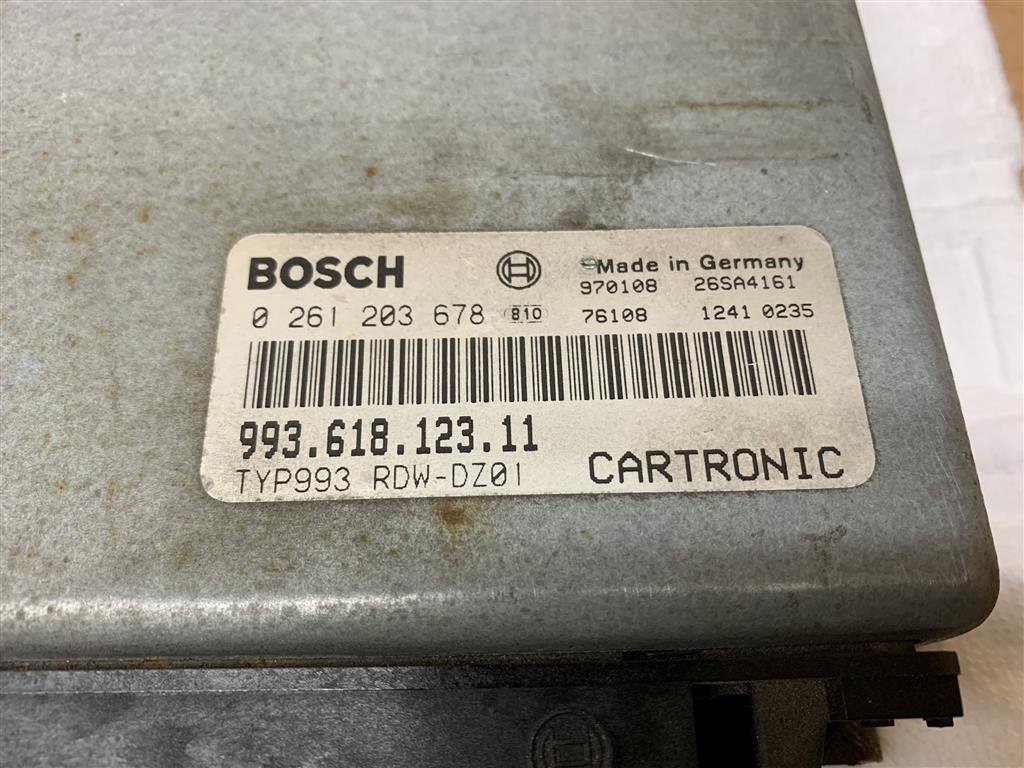 BOSCH Made in Germany
970108 26SA4161
0 261 203 678 810 76108 1241 0235
993.618.123.11
TYP993 RDW-DZ01 CARTRONIC